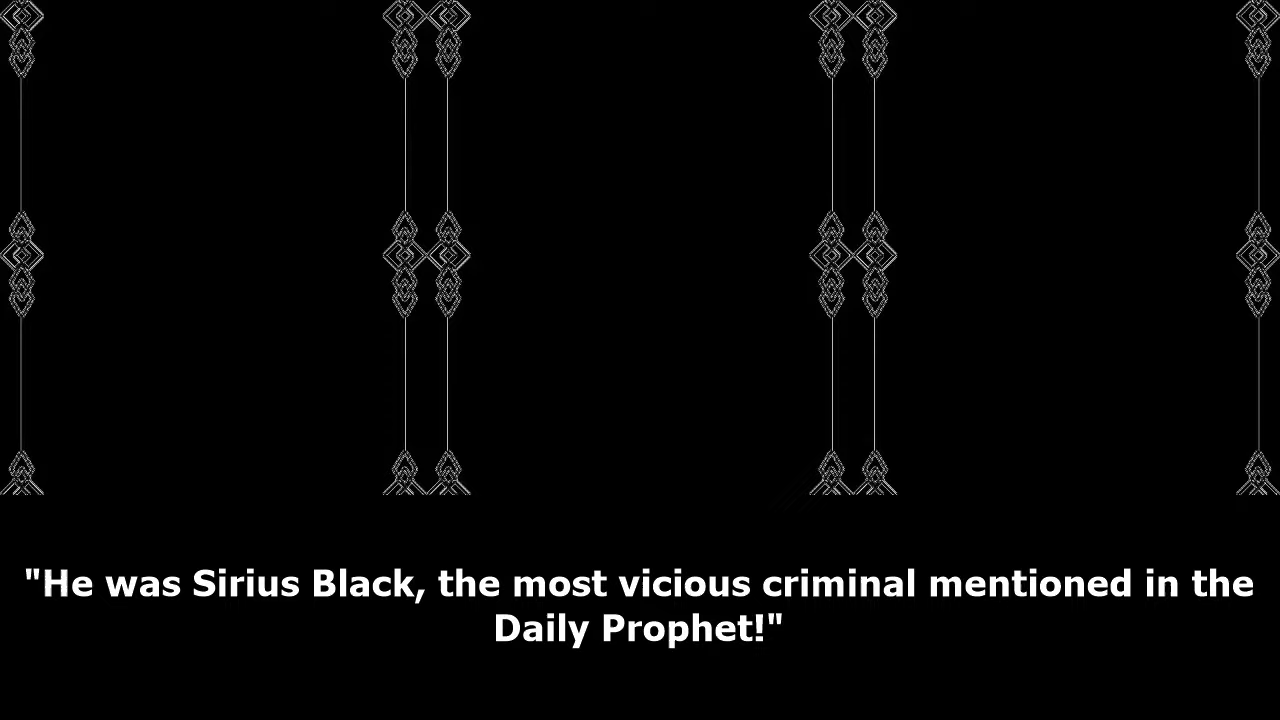 "He was Sirius Black, the most vicious criminal mentioned in the
Daily Prophet!"